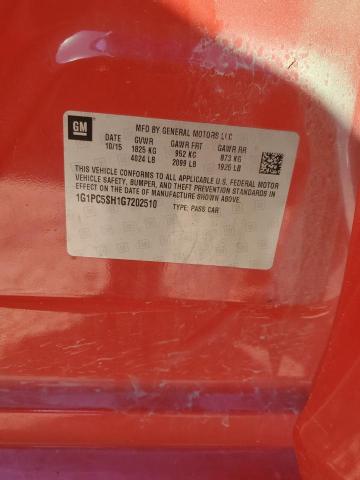 GM
MFD BY GENERAL MOTORS LLC
DATE GVWR GAWR FRT GAWR RR
10/15 1825 KG 952 KG 873 KG
4024 LB 2099 LB 1925 LB
THIS VEHICLE CONFORMS TO ALL APPLICABLE U.S. FEDERAL MOTOR
VEHICLE SAFETY, BUMPER, AND THEFT PREVENTION STANDARDS IN
EFFECT ON THE DATE OF MANUFACTURE SHOWN ABOVE.
1G1PC5SH1G7202510 TYPE: PASS CAR